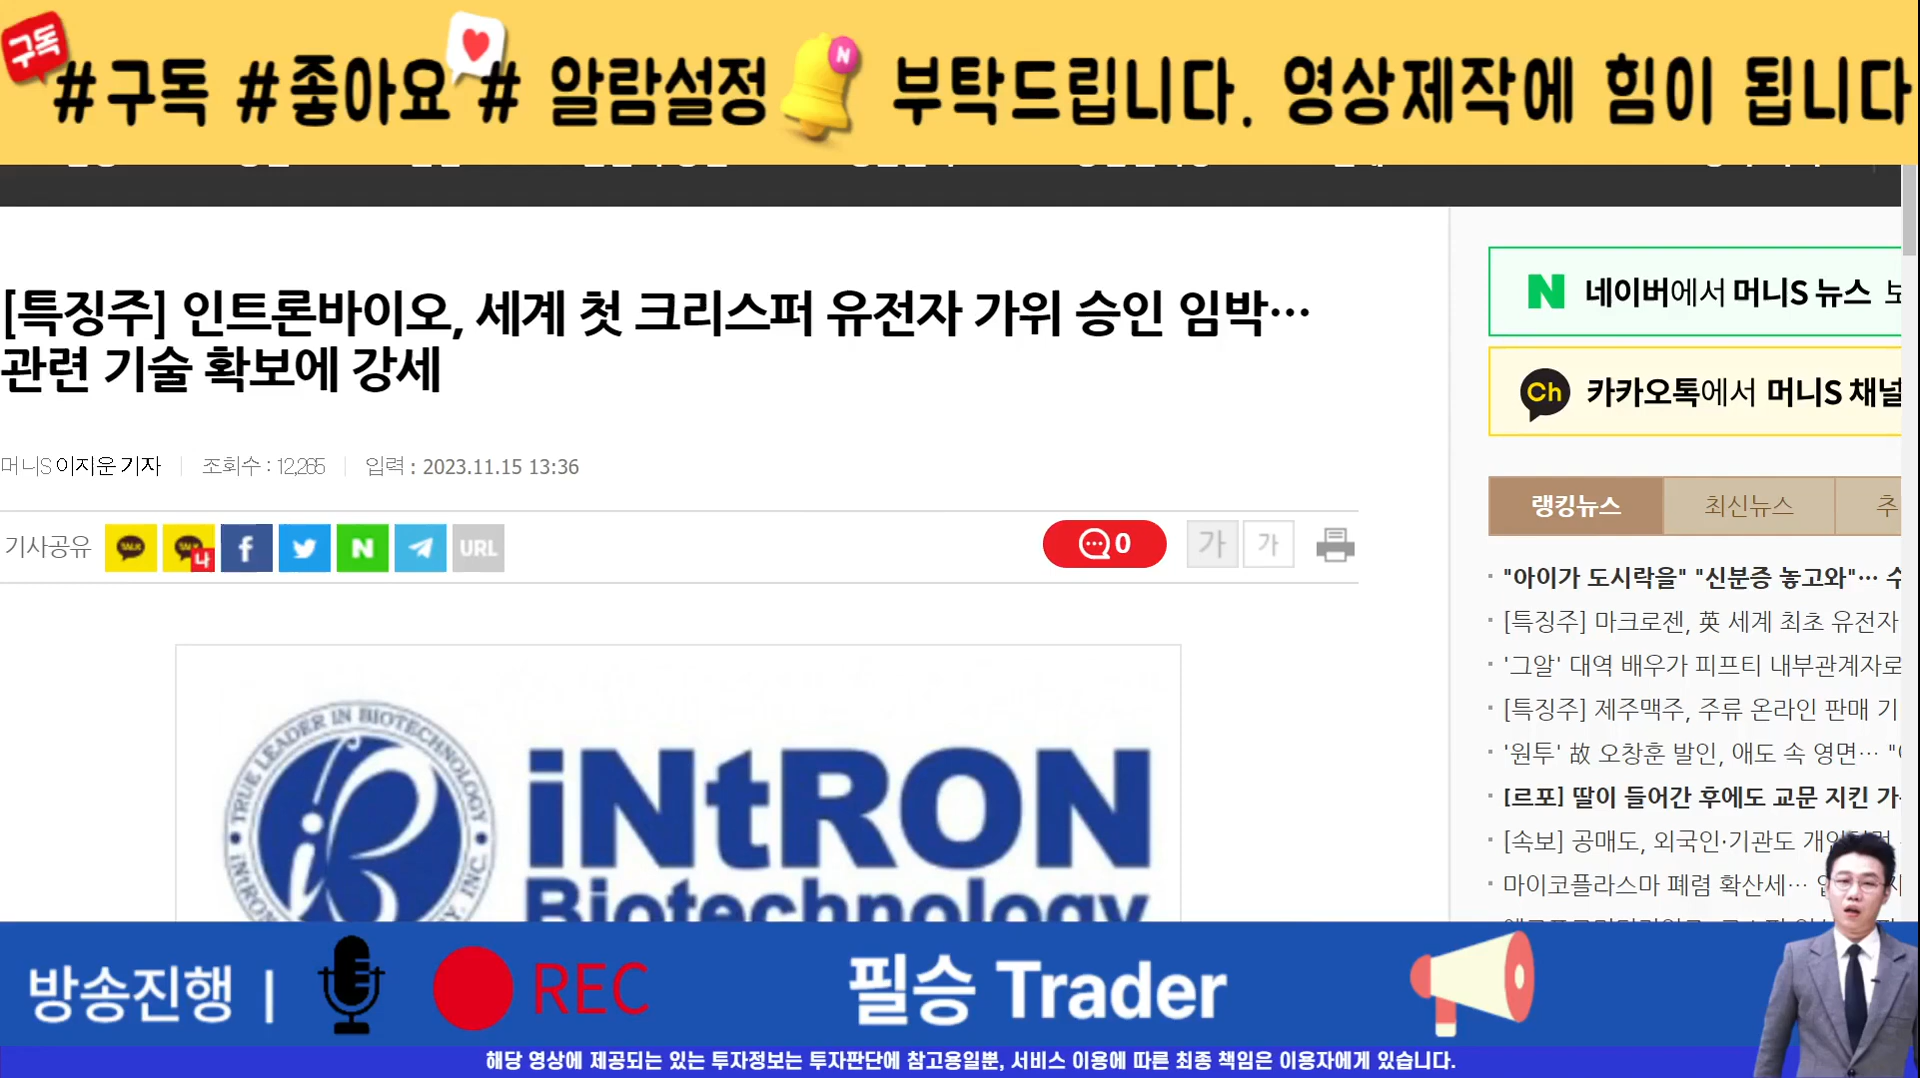 구독
#구독 #좋아요 # 알람설정 N 부탁드립니다. 영상제작에 힘이 됩니다
[특징주] 인트론바이오, 세계 첫 크리스퍼 유전자 가위 승인 임박…
관련 기술 확보에 강세
머니S 이지운 기자 조회수 : 12,265 입력 : 2023.11.15 13:36
기사공유 TALK TALK 나 f N URL 0 가 가
TRUE LEADER IN BIOTECHNOLOGY
iNtRON
Biotechnology
N 네이버에서 머니S 뉴스
Ch 카카오톡에서 머니S 채널
랭킹뉴스 최신뉴스 추
"아이가 도시락을" "신분증 놓고와"… 수
[특징주] 마크로젠, 英 세계 최초 유전자
'그알' 대역 배우가 피프티 내부관계자로
[특징주] 제주맥주, 주류 온라인 판매 기
'원투' 故 오창훈 발인, 애도 속 영면…
[르포] 딸이 들어간 후에도 교문 지킨
[속보] 공매도, 외국인·기관도
마이코플라스마 폐렴 확산세…
방송진행 | REC 필승 Trader
해당 영상에 제공되는 있는 투자정보는 투자판단에 참고용일뿐, 서비스 이용에 따른 최종 책임은 이용자에게 있습니다.